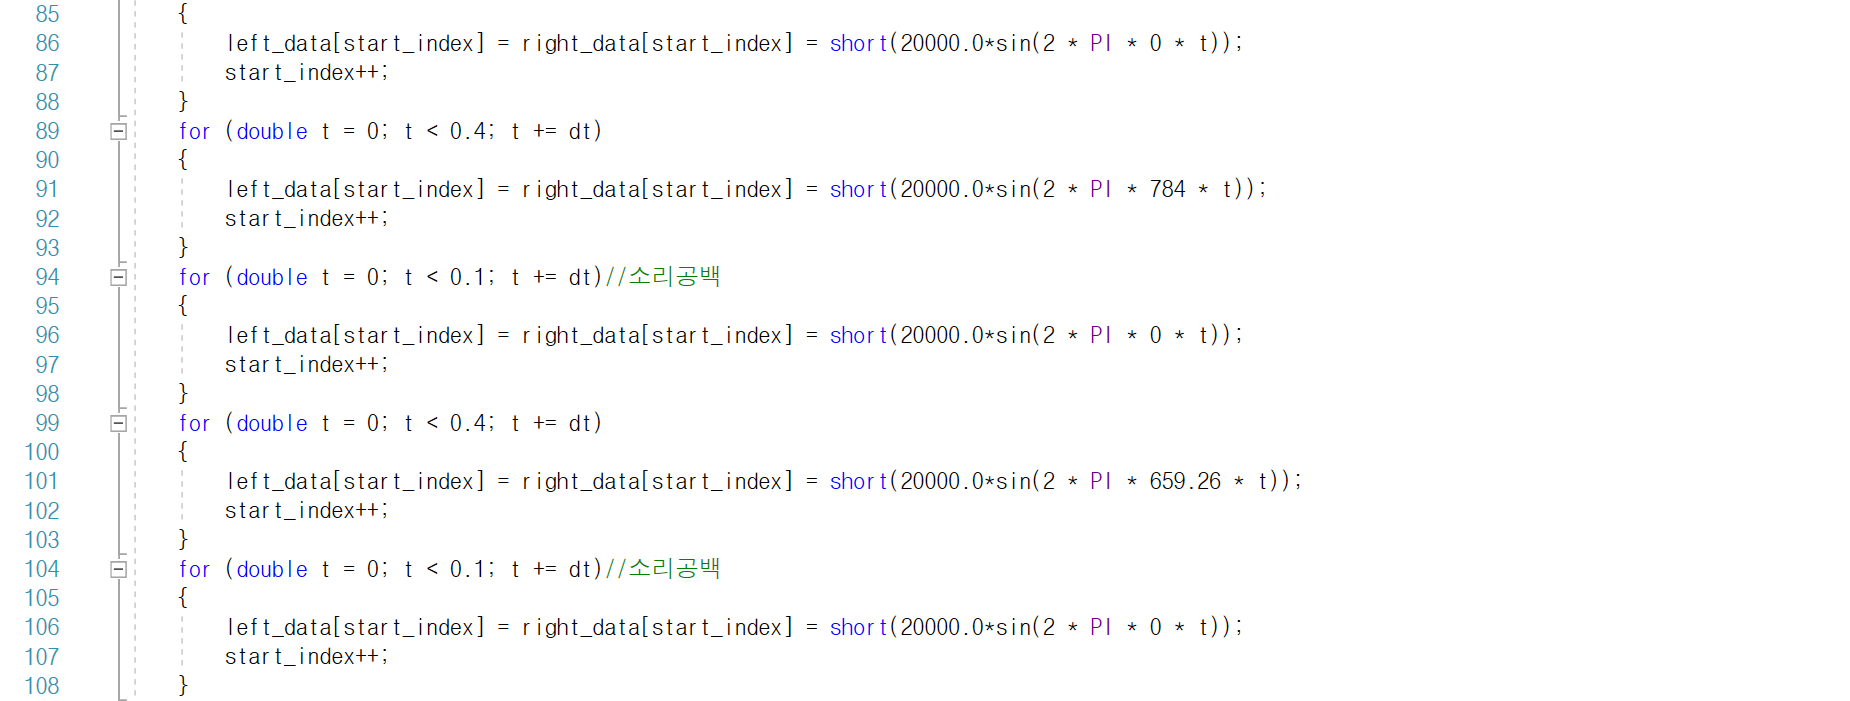 85 {
86 left_data[start_index] = right_data[start_index] = short(20000.0*sin(2 * PI * 0 * t));
87 start_index++;
88 }
89 for (double t = 0; t < 0.4; t += dt)
90 {
91 left_data[start_index] = right_data[start_index] = short(20000.0*sin(2 * PI * 784 * t));
92 start_index++;
93 }
94 for (double t = 0; t < 0.1; t += dt)//소리공백
95 {
96 left_data[start_index] = right_data[start_index] = short(20000.0*sin(2 * PI * 0 * t));
97 start_index++;
98 }
99 for (double t = 0; t < 0.4; t += dt)
100 {
101 left_data[start_index] = right_data[start_index] = short(20000.0*sin(2 * PI * 659.26 * t));
102 start_index++;
103 }
104 for (double t = 0; t < 0.1; t += dt)//소리공백
105 {
106 left_data[start_index] = right_data[start_index] = short(20000.0*sin(2 * PI * 0 * t));
107 start_index++;
108 }